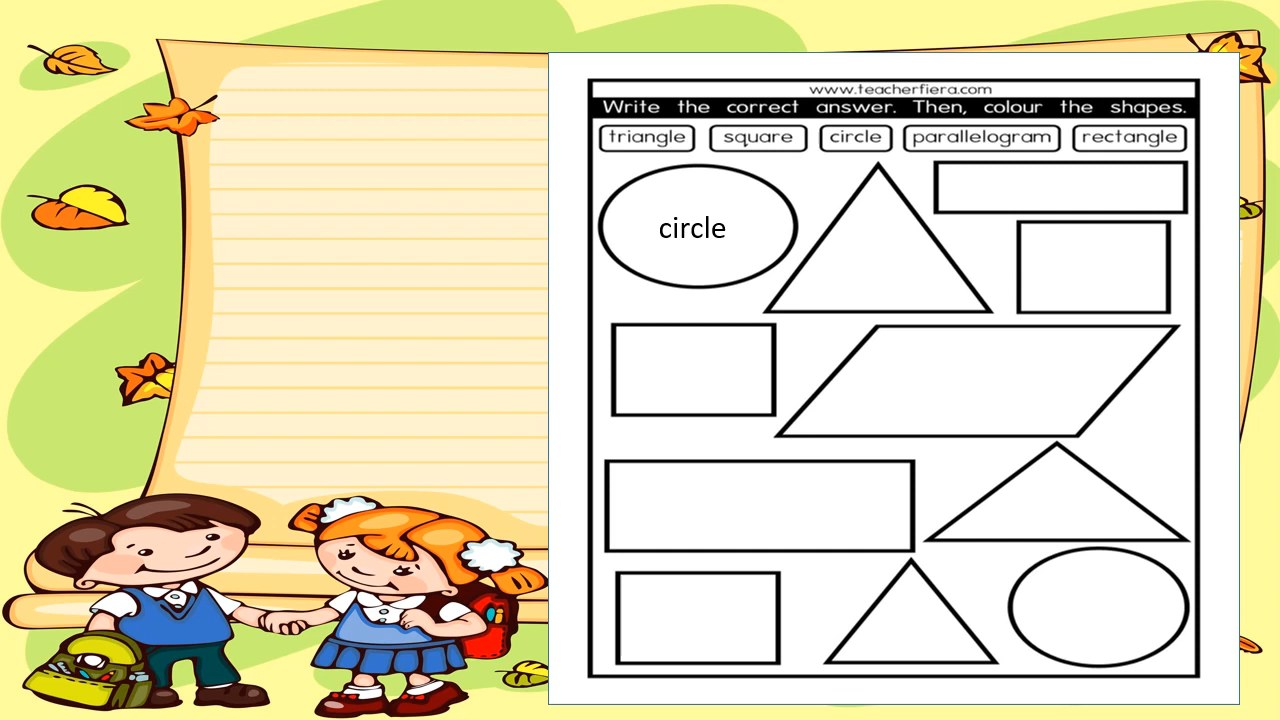 www.teacherfiera.com
Write the correct answer. Then, colour the shapes.
triangle square circle parallelogram rectangle
circle